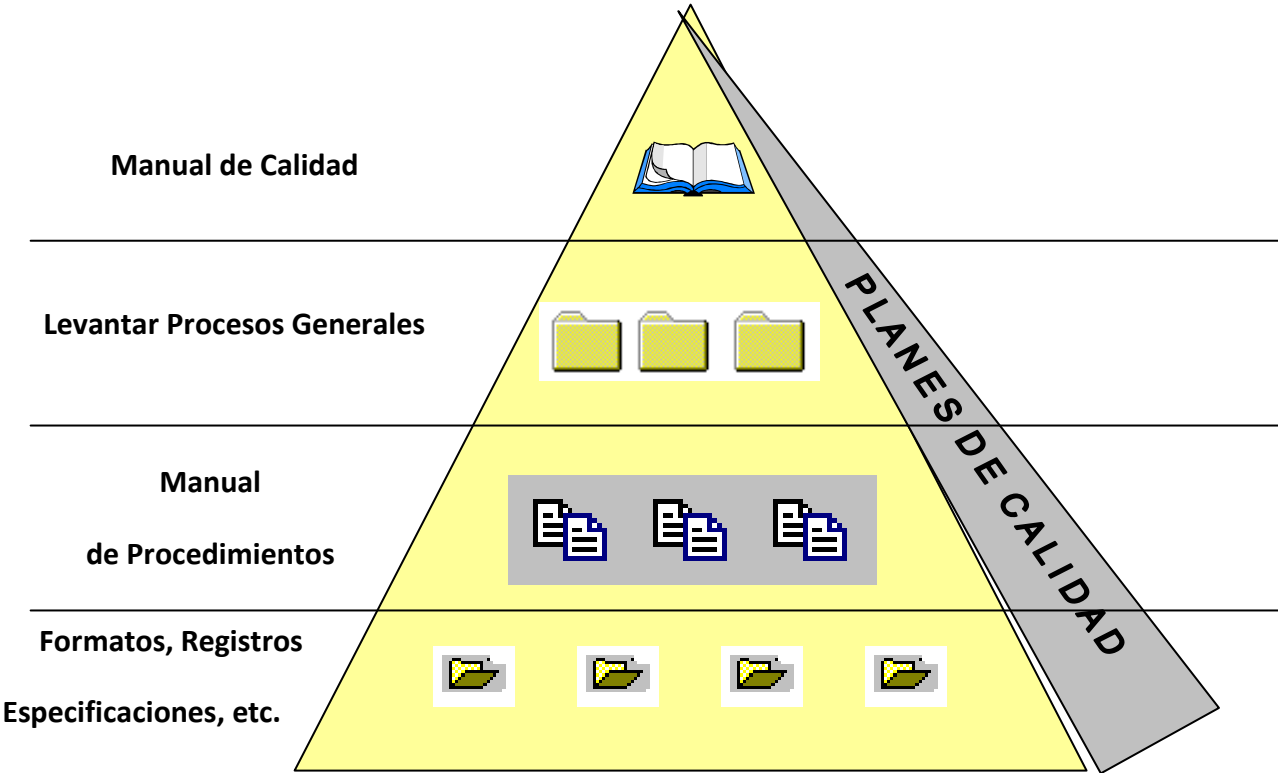 Manual de Calidad
Levantar Procesos Generales
Manual
de Procedimientos
Formatos, Registros
Especificaciones, etc.
PLANES DE CALIDAD